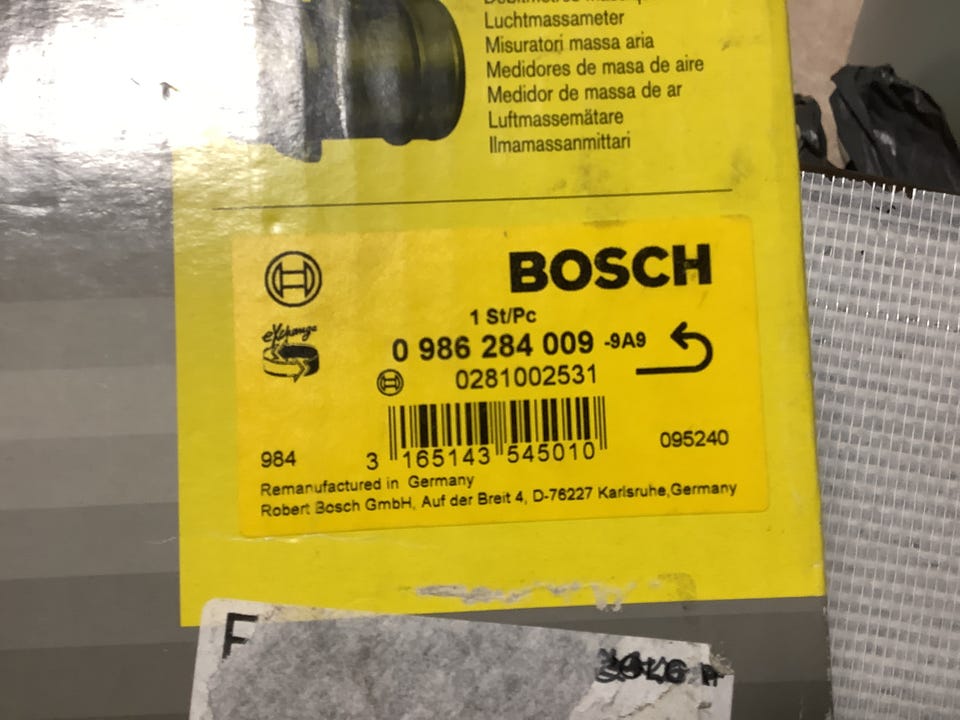 Luchtmassameter
Misuratori massa aria
Medidores de masa de aire
Medidor de massa de ar
Luftmassemätare
Ilmamassanmittari
BOSCH
1 St/Pc
exchange
0 986 284 009 -9A9
0281002531
984
3 165143 545010
095240
Remanufactured in Germany
Robert Bosch GmbH, Auf der Breit 4, D-76227 Karlsruhe,Germany
F